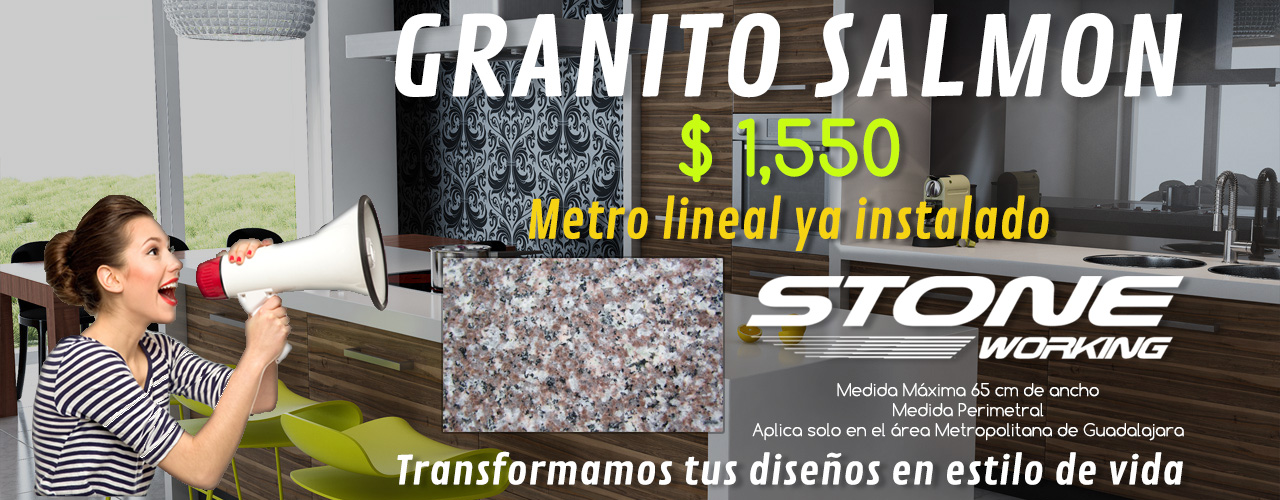 GRANITO SALMON
$ 1,550
Metro lineal ya instalado
STONE
WORKING
Medida Máxima 65 cm de ancho
Medida Perimetral
Aplica solo en el área Metropolitana de Guadalajara
Transformamos tus diseños en estilo de vida